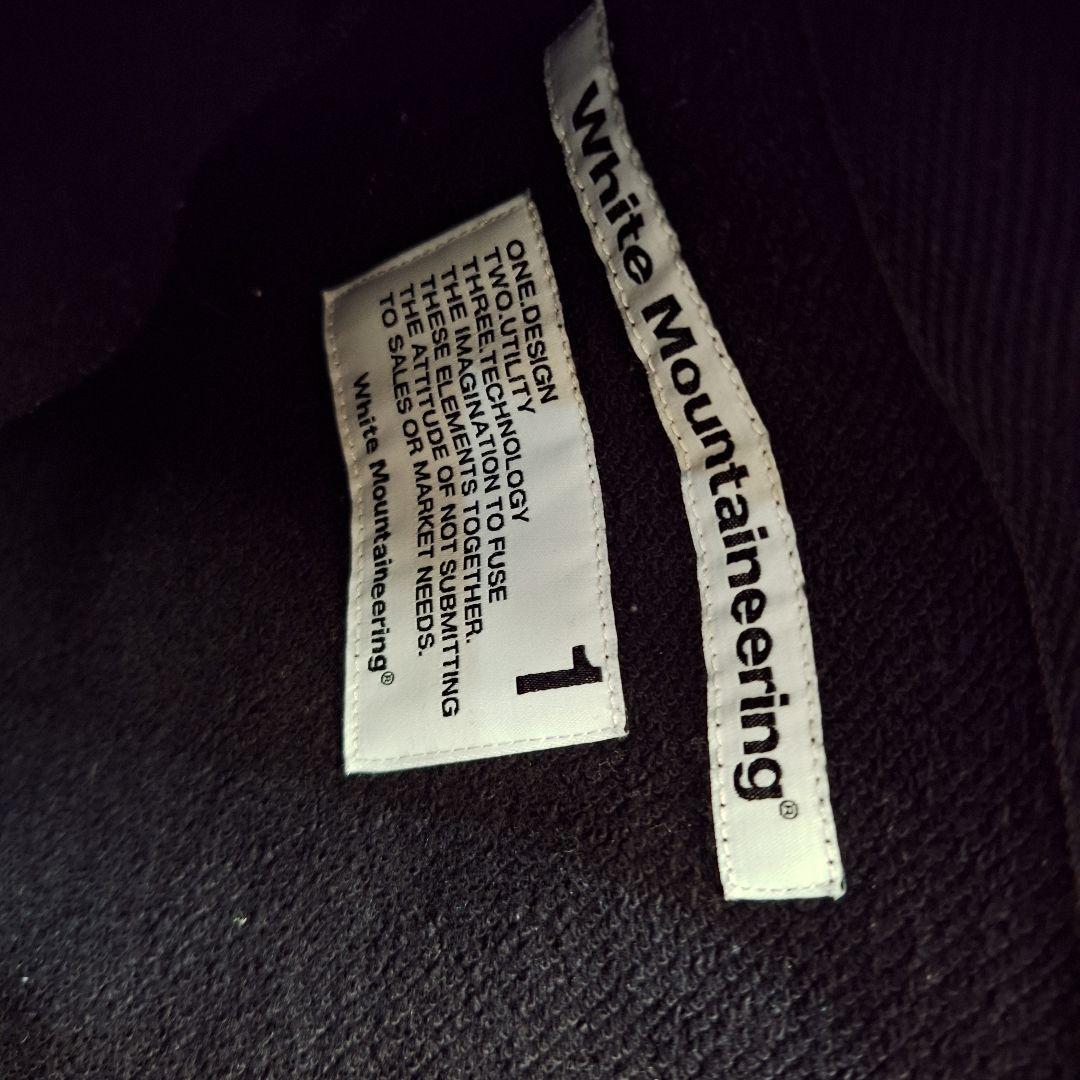 White Mountaineering®
ONE.DESIGN
TWO.UTILITY
THREE.TECHNOLOGY
THE IMAGINATION TO FUSE
THESE ELEMENTS TOGETHER.
THE ATTITUDE OF NOT SUBMITTING
TO SALES OR MARKET NEEDS.
White Mountaineering®
1